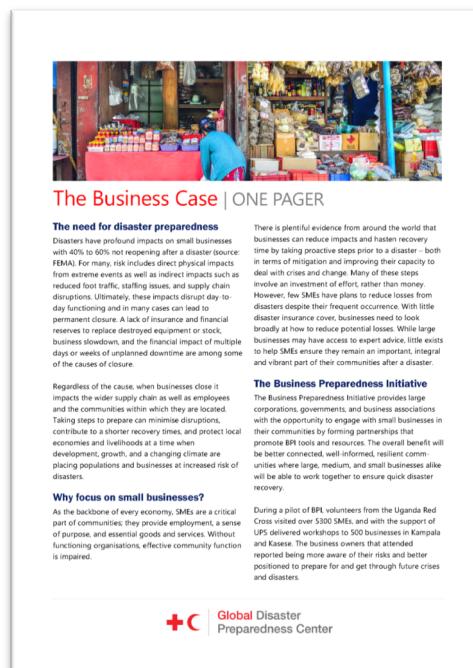 The Business Case | ONE PAGER
The need for disaster preparedness
Disasters have profound impacts on small businesses
with 40% to 60% not reopening after a disaster (source:
FEMA). For many, risk includes direct physical impacts
from extreme events as well as indirect impacts such as
reduced foot traffic, staffing issues, and supply chain
disruptions. Ultimately, these impacts disrupt day-to-
day functioning and in many cases can lead to
permanent closure. A lack of insurance and financial
reserves to replace destroyed equipment or stock,
business slowdown, and the financial impact of multiple
days or weeks of unplanned downtime are among some
of the causes of closure.
Regardless of the cause, when businesses close it
impacts the wider supply chain as well as employees
and the communities within which they are located.
Taking steps to prepare can minimise disruptions,
contribute to a shorter recovery times, and protect local
economies and livelihoods at a time when
development, growth, and a changing climate are
placing populations and businesses at increased risk of
disasters.
Why focus on small businesses?
As the backbone of every economy, SMEs are a critical
part of communities; they provide employment, a sense
of purpose, and essential goods and services. Without
functioning organisations, effective community function
is impaired.
There is plentiful evidence from around the world that
businesses can reduce impacts and hasten recovery
time by taking proactive steps prior to a disaster – both
in terms of mitigation and improving their capacity to
deal with crises and change. Many of these steps
involve an investment of effort, rather than money.
However, few SMEs have plans to reduce losses from
disasters despite their frequent occurrence. With little
disaster insurance cover, businesses need to look
broadly at how to reduce potential losses. While large
businesses may have access to expert advice, little exists
to help SMEs ensure they remain an important, integral
and vibrant part of their communities after a disaster.
The Business Preparedness Initiative
The Business Preparedness Initiative provides large
corporations, governments, and business associations
with the opportunity to engage with small businesses in
their communities by forming partnerships that
promote BPI tools and resources. The overall benefit will
be better connected, well-informed, resilient comm-
unities where large, medium, and small businesses alike
will be able to work together to ensure quick disaster
recovery.
During a pilot of BPI, volunteers from the Uganda Red
Cross visited over 5300 SMEs, and with the support of
UPS delivered workshops to 500 businesses in Kampala
and Kasese. The business owners that attended
reported being more aware of their risks and better
positioned to prepare for and get through future crises
and disasters.
Global Disaster
Preparedness Center